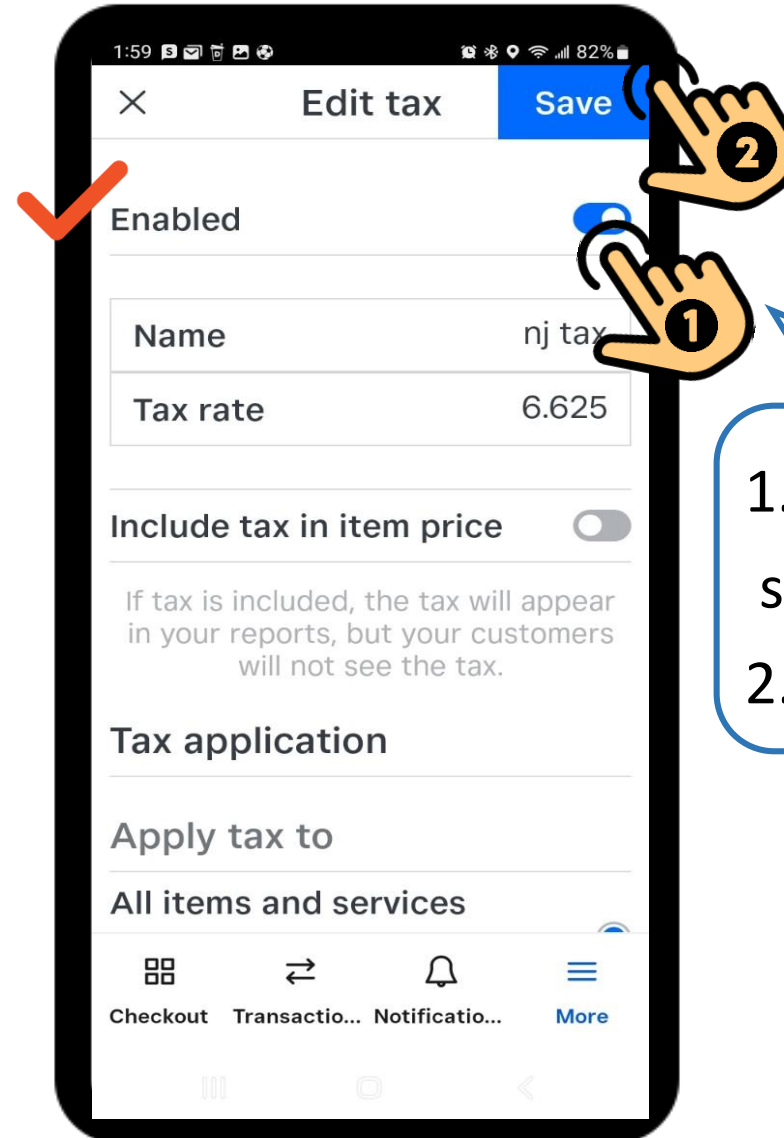 1:59 82%
Edit tax Save
2
Enabled
1
Name nj tax
Tax rate 6.625
1.
s
2.
Include tax in item price
If tax is included, the tax will appear
in your reports, but your customers
will not see the tax.
Tax application
Apply tax to
All items and services
Checkout Transactio... Notificatio... More